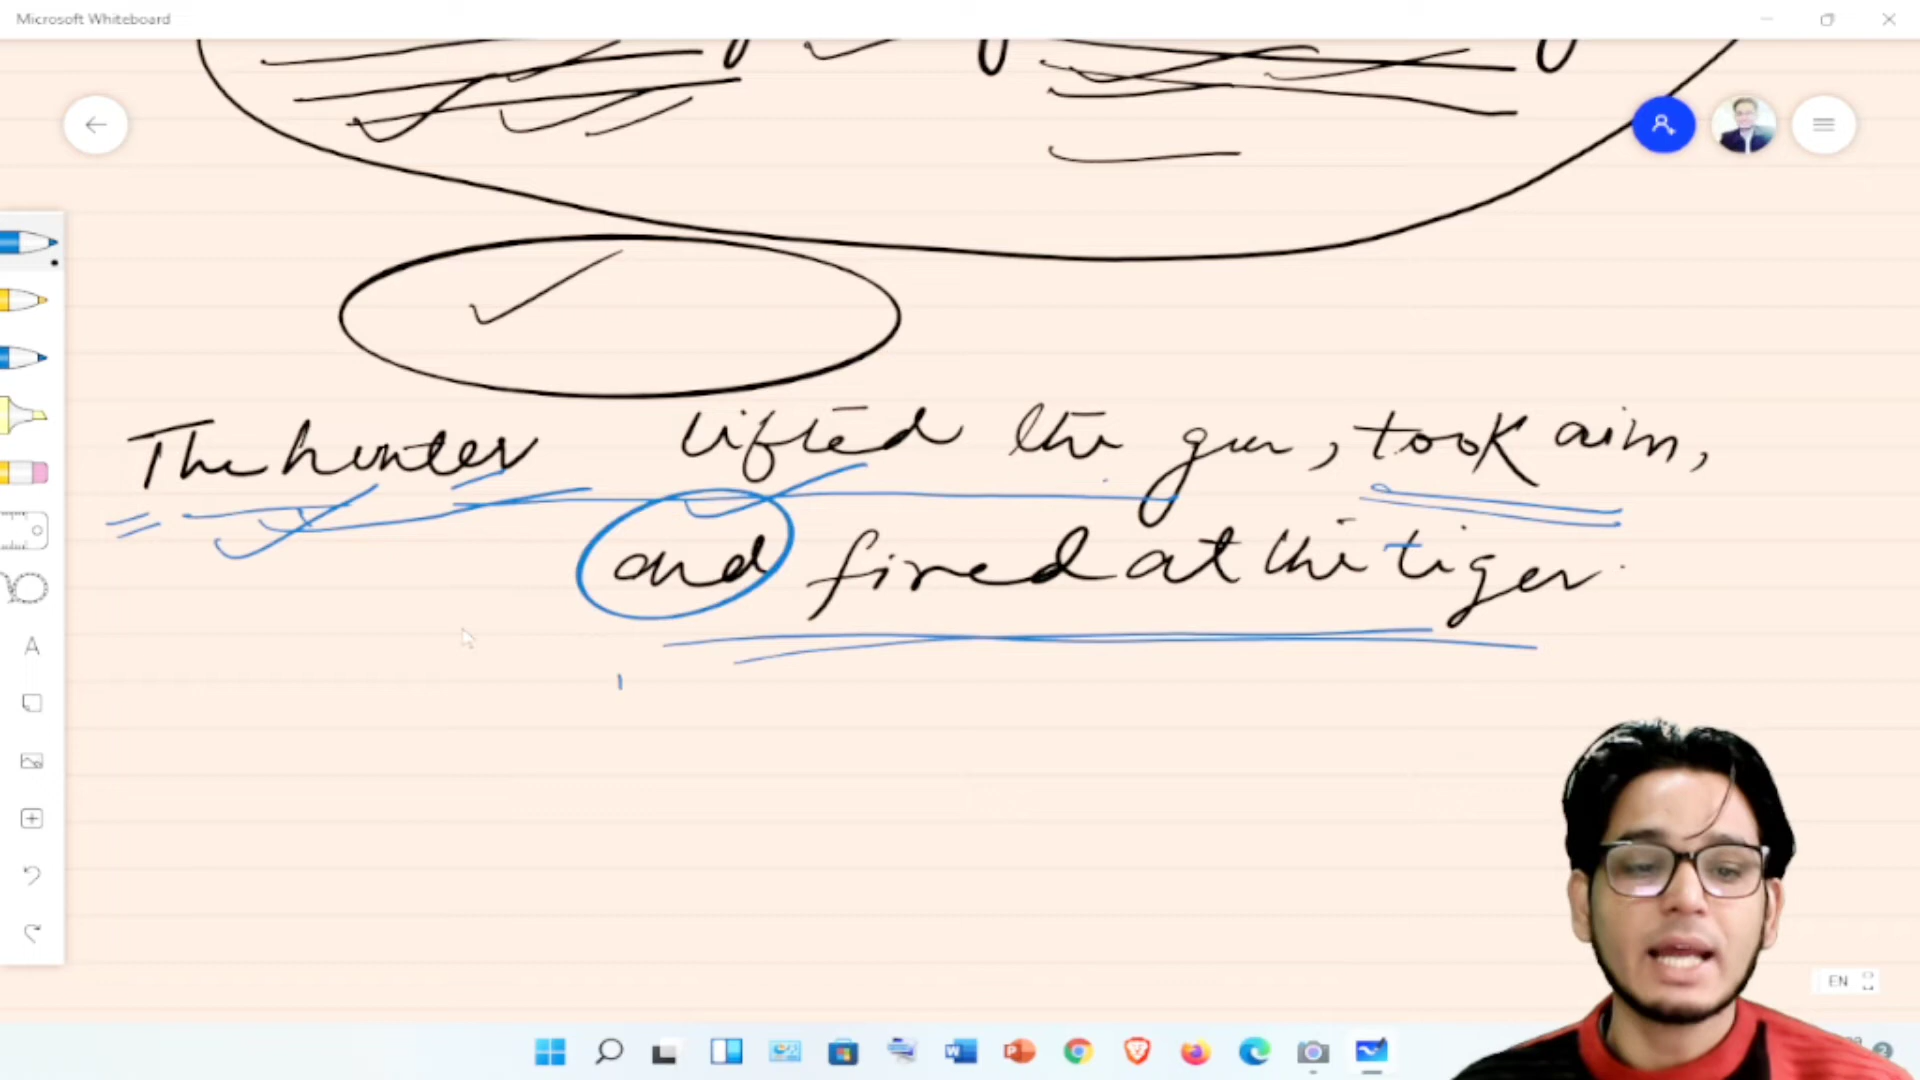 Microsoft Whiteboard
The hunter lifted the gun, took aim,
and fired at the tiger.
A
EN